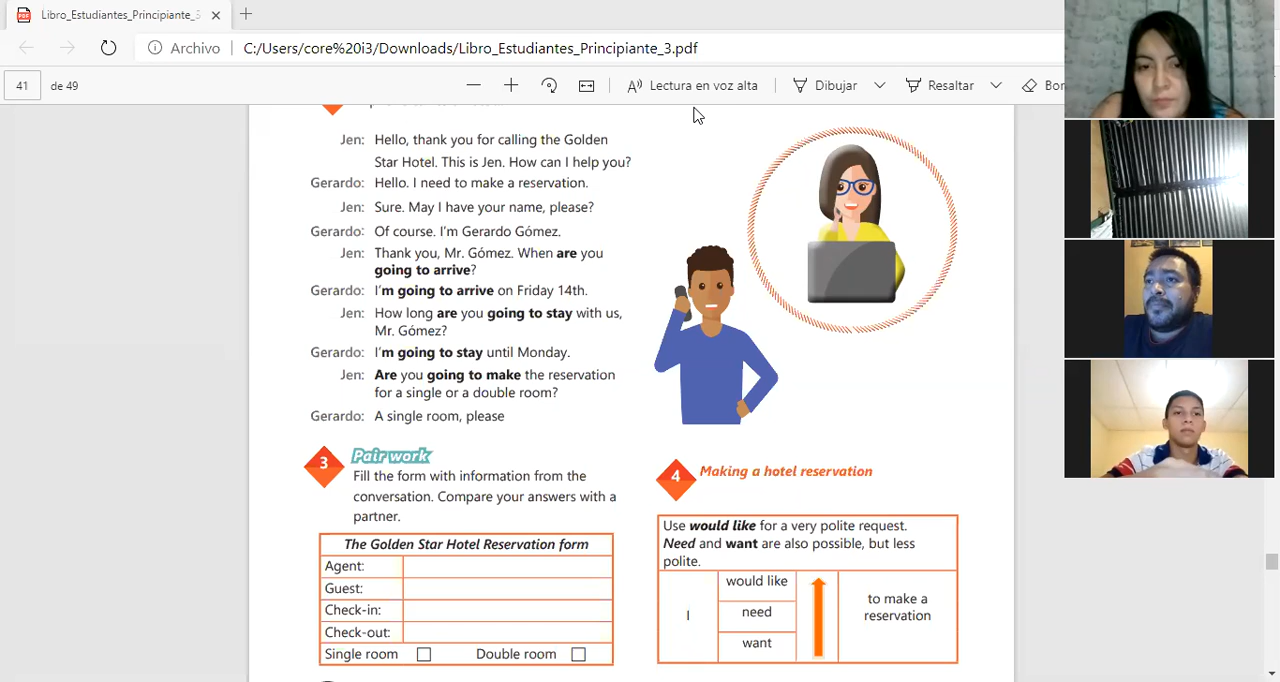 Libro_Estudiantes_Principiante_3
Archivo
C:/Users/core%20i3/Downloads/Libro_Estudiantes_Principiante_3.pdf
41 de 49
Lectura en voz alta
Dibujar
Resaltar
Jen: Hello, thank you for calling the Golden
Star Hotel. This is Jen. How can I help you?
Gerardo: Hello. I need to make a reservation.
Jen: Sure. May I have your name, please?
Gerardo: Of course. I'm Gerardo Gómez.
Jen: Thank you, Mr. Gómez. When are you
going to arrive?
Gerardo: I'm going to arrive on Friday 14th.
Jen: How long are you going to stay with us,
Mr. Gómez?
Gerardo: I'm going to stay until Monday.
Jen: Are you going to make the reservation
for a single or a double room?
Gerardo: A single room, please
3 Pair work
Fill the form with information from the
conversation. Compare your answers with a
partner.
The Golden Star Hotel Reservation form
Agent:
Guest:
Check-in:
Check-out:
Single room Double room
4 Making a hotel reservation
Use would like for a very polite request.
Need and want are also possible, but less
polite.
I
would like
need
want
to make a
reservation